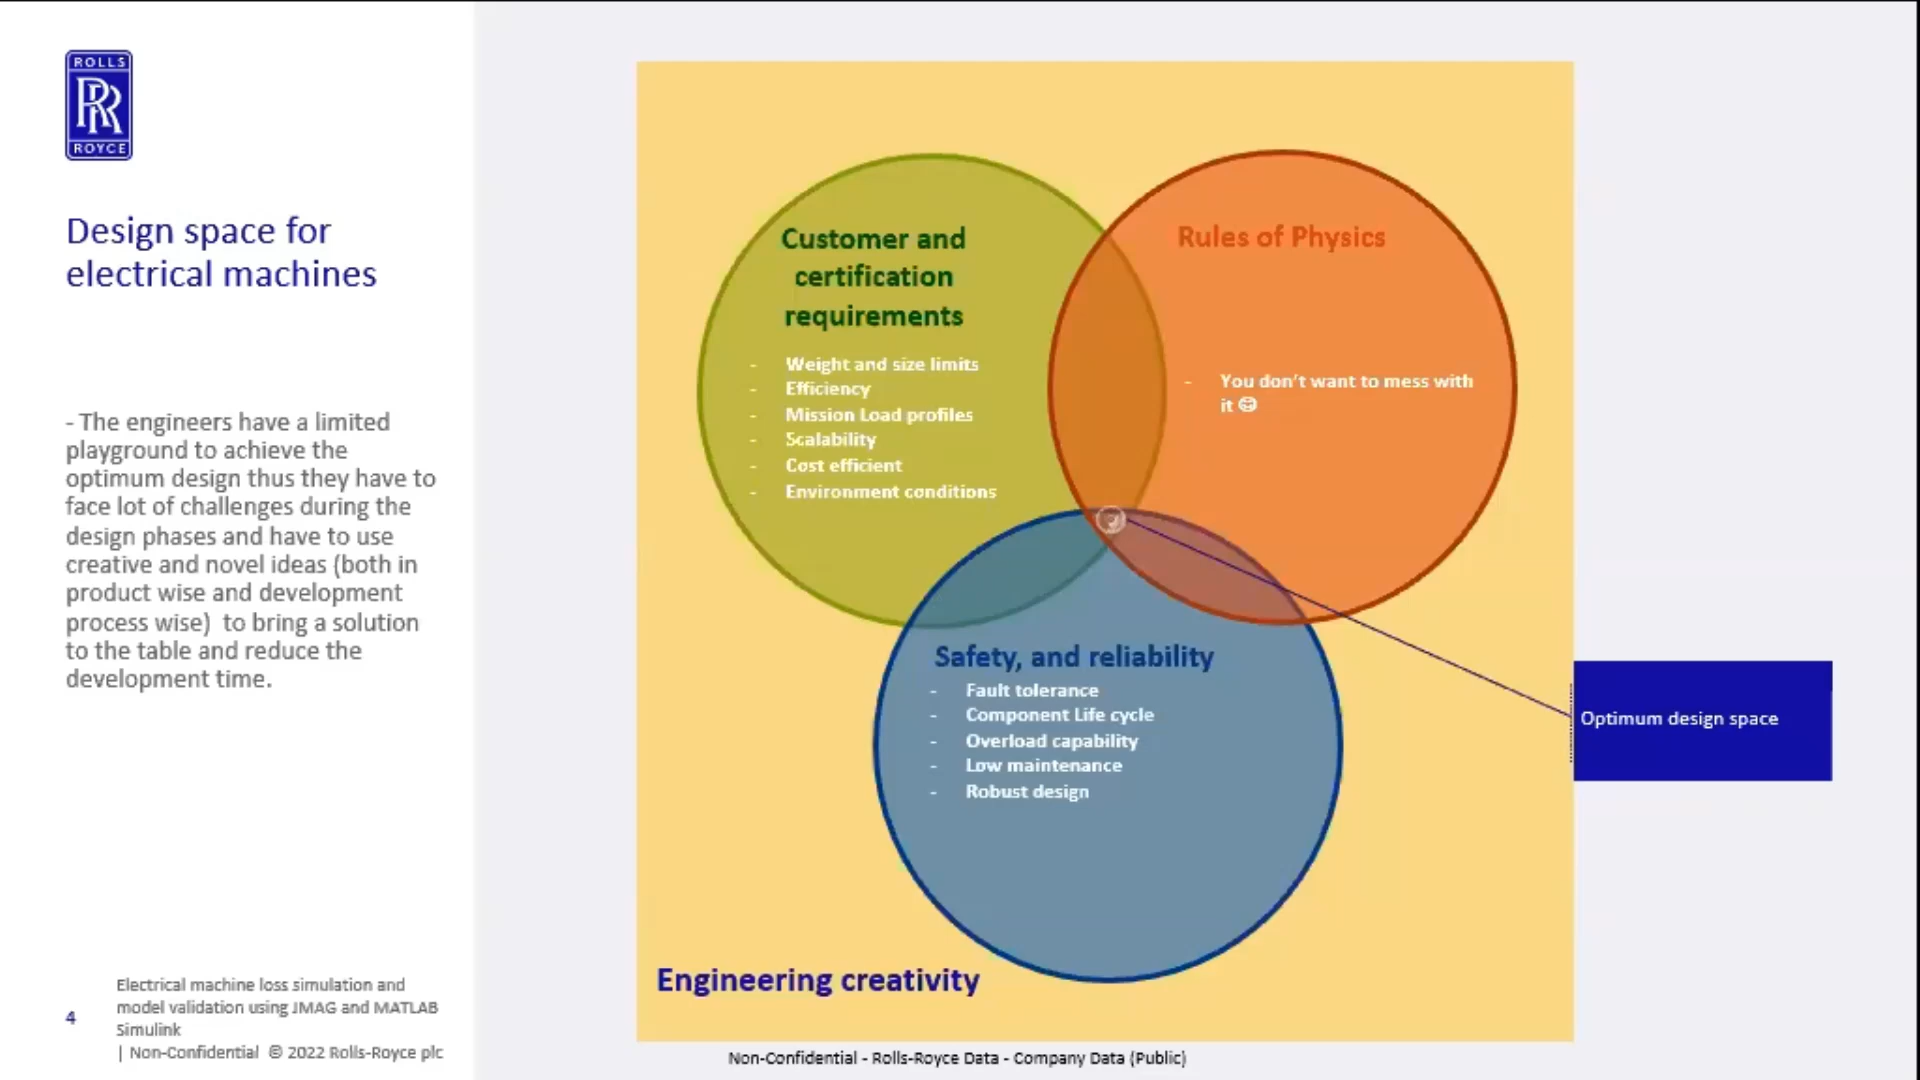 ROLLS
RR
ROYCE
Design space for
electrical machines
- The engineers have a limited
playground to achieve the
optimum design thus they have to
face lot of challenges during the
design phases and have to use
creative and novel ideas (both in
product wise and development
process wise)  to bring a solution
to the table and reduce the
development time.
4
Electrical machine loss simulation and
model validation using JMAG and MATLAB
Simulink
| Non-Confidential © 2022 Rolls-Royce plc
Customer and
certification
requirements
- Weight and size limits
- Efficiency
- Mission Load profiles
- Scalability
- Cost efficient
- Environment conditions
Rules of Physics
- You don't want to mess with
it 😊
Safety, and reliability
- Fault tolerance
- Component Life cycle
- Overload capability
- Low maintenance
- Robust design
Optimum design space
Engineering creativity
Non-Confidential - Rolls-Royce Data - Company Data (Public)